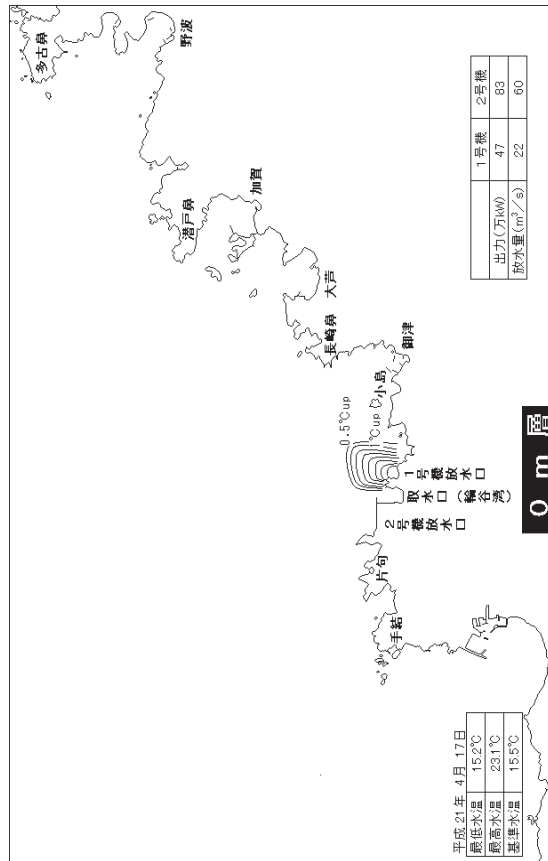 多古鼻
野波
潜戸鼻
加賀
大芦
長崎鼻
御津
小島
0.5℃up
1℃up
1号機放水口
取水口(輪谷湾)
2号機放水口
片句
手結
0m層
1号機 2号機
出力(万kW) 47 83
放水量(m³/s) 22 60
平成21年 4月 17日
最低水温 15.2℃
最高水温 23.1℃
基準水温 15.5℃